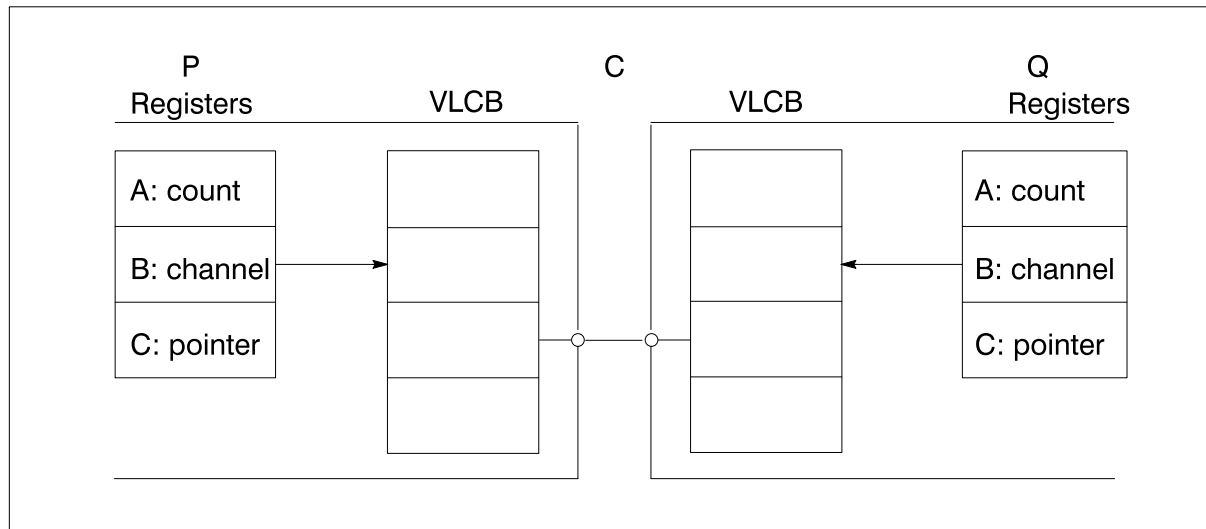 P
C
Q
Registers
VLCB
VLCB
Registers
A: count
B: channel
C: pointer
A: count
B: channel
C: pointer